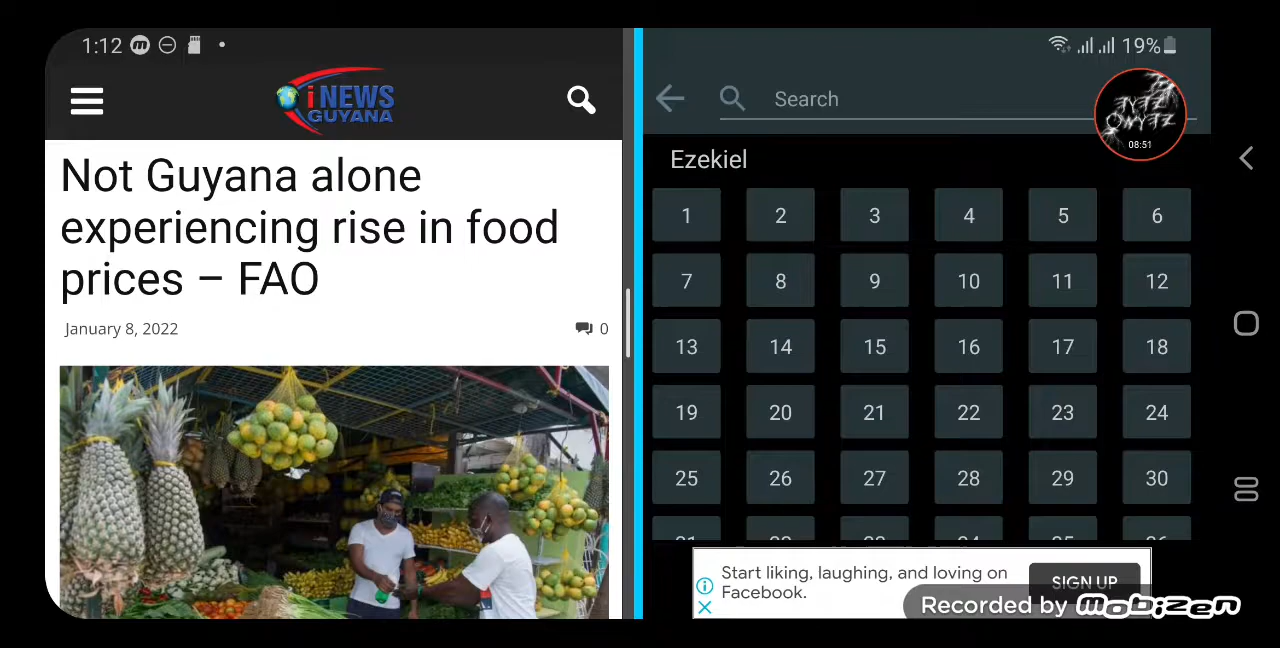 1:12
19%
i NEWS
GUYANA
Not Guyana alone
experiencing rise in food
prices – FAO
January 8, 2022
0
Search
08:51
Ezekiel
1 2 3 4 5 6
7 8 9 10 11 12
13 14 15 16 17 18
19 20 21 22 23 24
25 26 27 28 29 30
Start liking, laughing, and loving on
Facebook.
SIGN UP
Recorded by mobizen